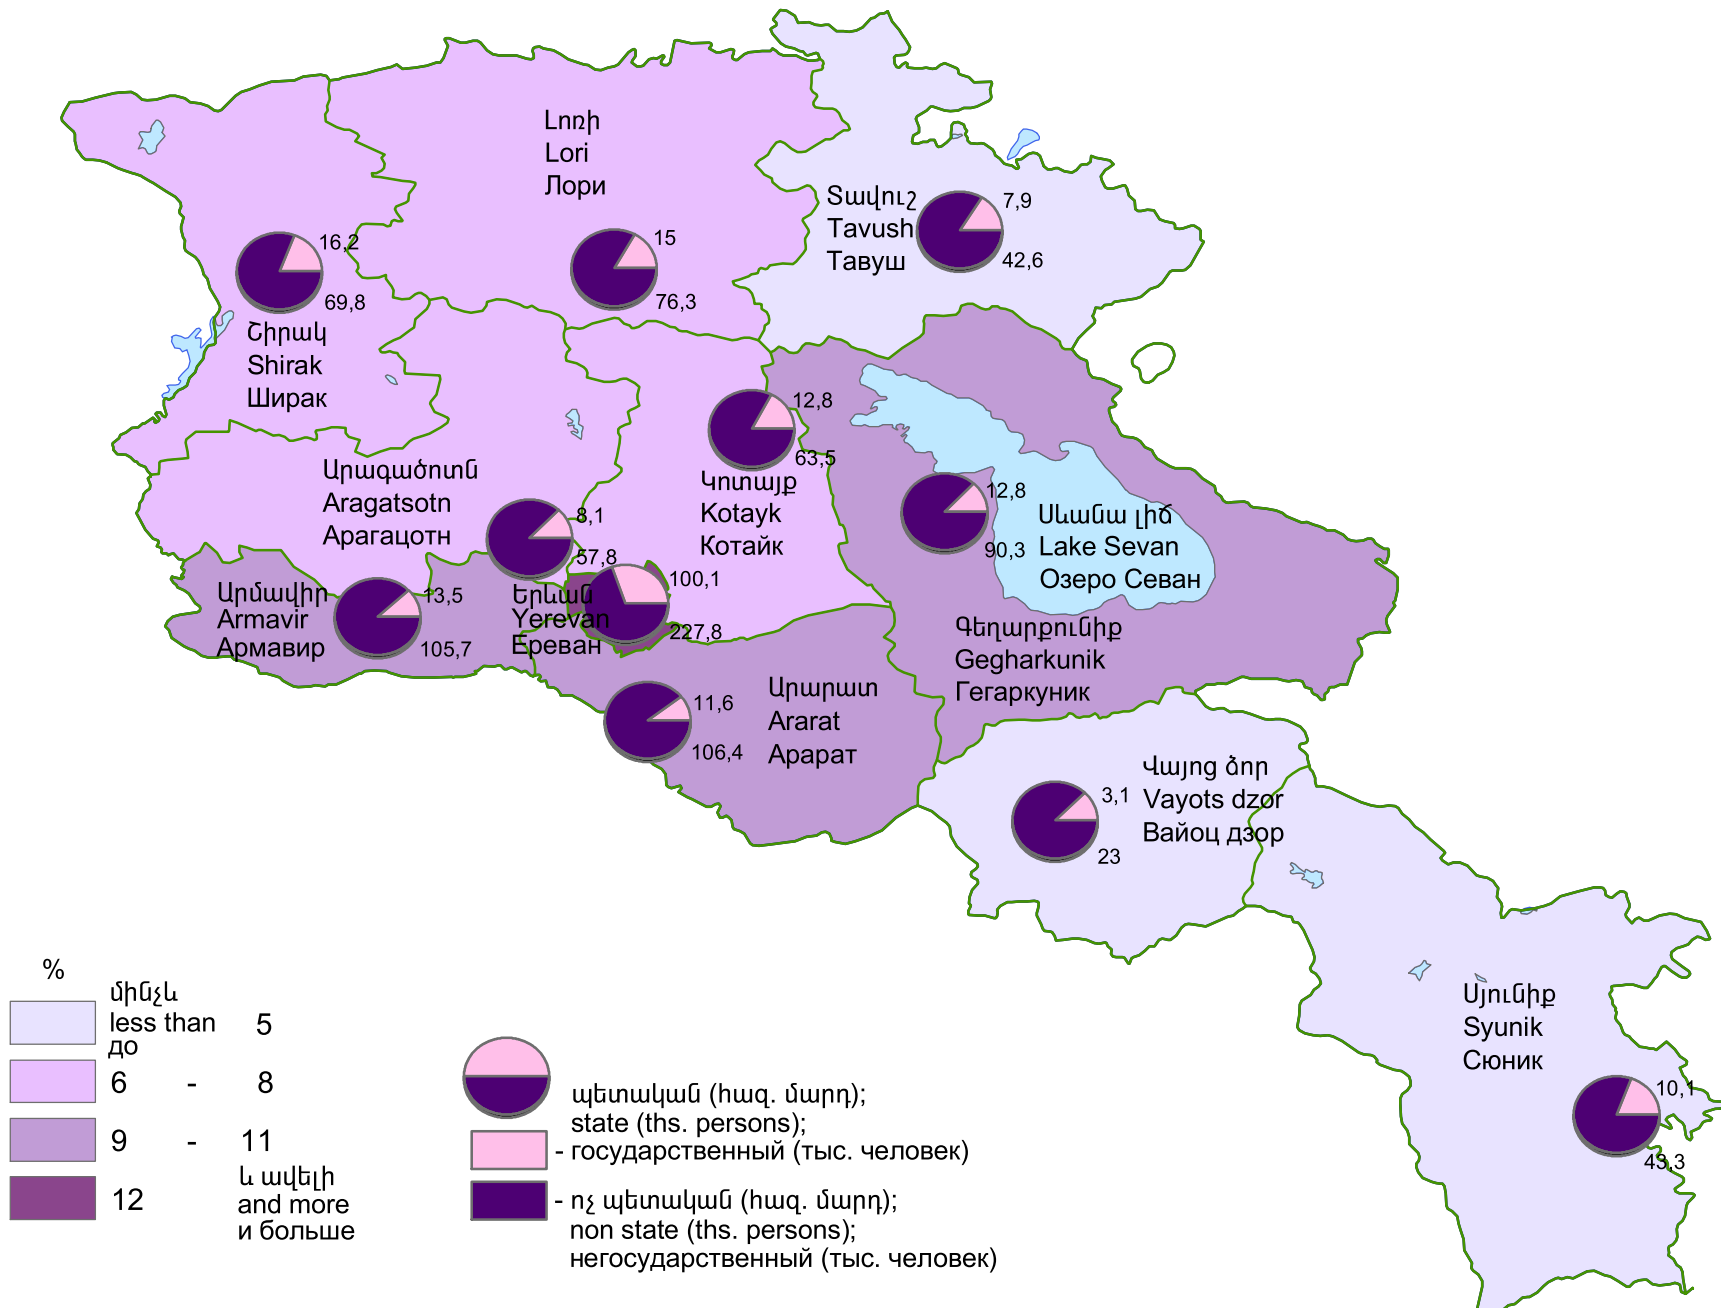 Լոռի
Lori
Лори
Տավուշ
Tavush
Тавуш
7,9
42,6
16,2
69,8
Շիրակ
Shirak
Ширак
15
76,3
12,8
63,5
Կոտայք
Kotayk
Котайк
Արագածոտն
Aragatsotn
Арагацотн
8,1
57,8
12,8
90,3
Սևանա լիճ
Lake Sevan
Озеро Севан
Գեղարքունիք
Gegharkunik
Гегаркуник
Արմավիր
Armavir
Армавир
13,5
105,7
Երևան
Yerevan
Ереван
100,1
227,8
11,6
106,4
Արարատ
Ararat
Арарат
Վայոց ձոր
Vayots dzor
Вайоц дзор
3,1
23
Սյունիք
Syunik
Сюник
10,1
43,3
%
մինչև
less than 5
до
6 - 8
9 - 11
12 և ավելի
and more
и больше
պետական (հազ. մարդ);
state (ths. persons);
- государственный (тыс. человек)
- ոչ պետական (հազ. մարդ);
non state (ths. persons);
негосударственный (тыс. человек)